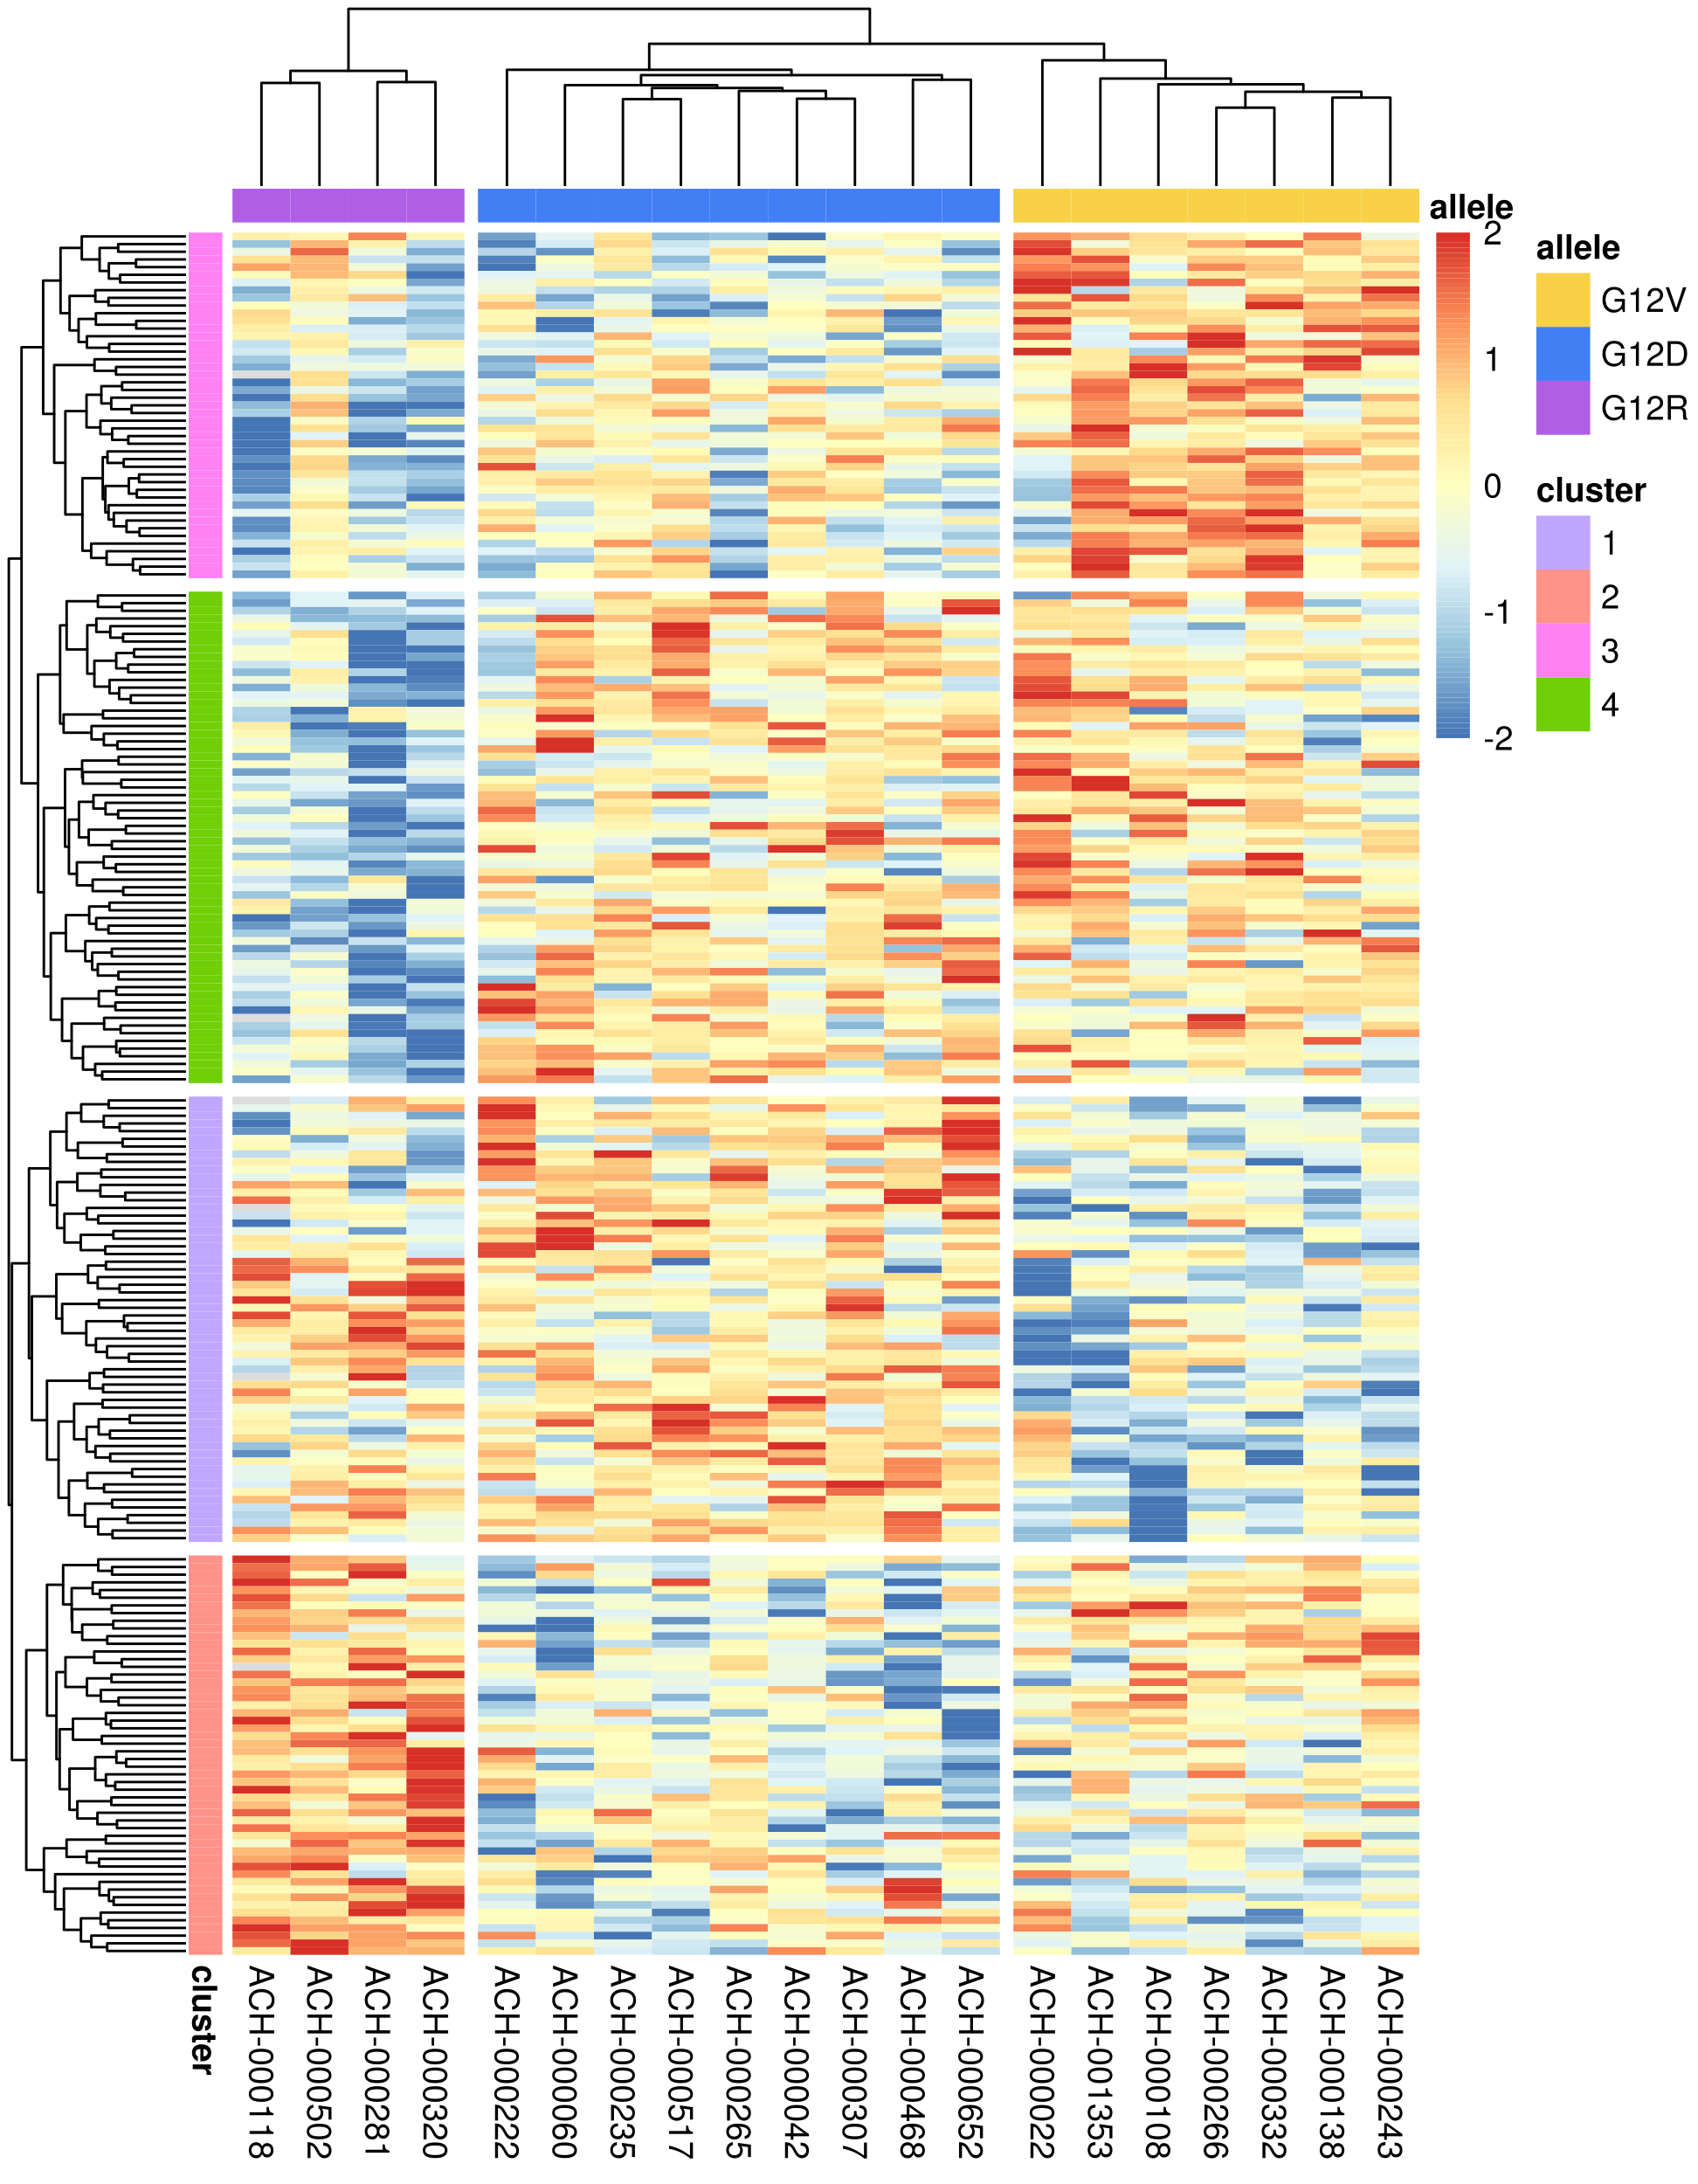 allele
2
1
0
-1
-2
allele
G12V
G12D
G12R
cluster
1
2
3
4
cluster
ACH-000118
ACH-000502
ACH-000281
ACH-000320
ACH-000222
ACH-000060
ACH-000235
ACH-000517
ACH-000265
ACH-000042
ACH-000307
ACH-000468
ACH-000652
ACH-000022
ACH-001353
ACH-000108
ACH-000266
ACH-000332
ACH-000138
ACH-000243